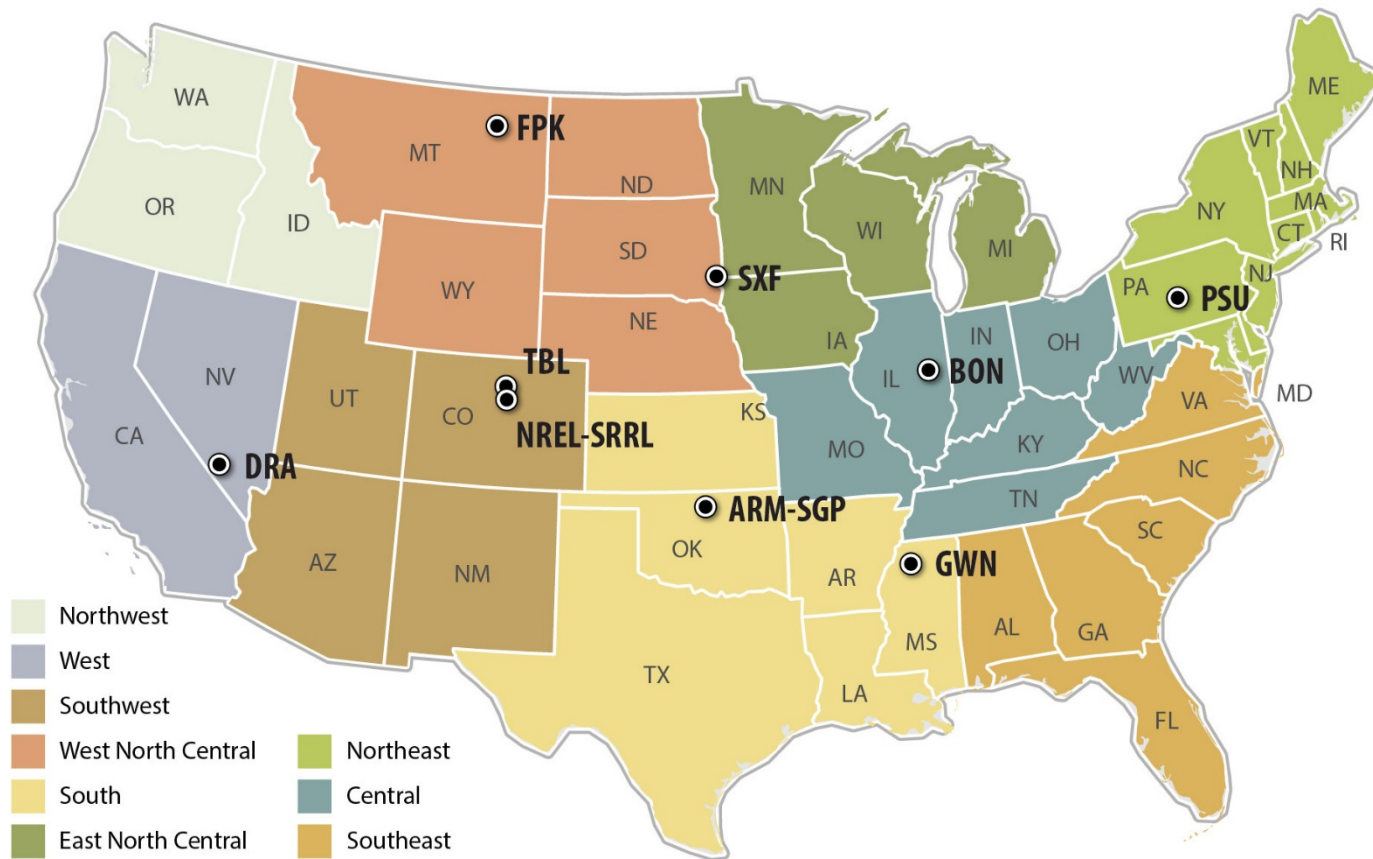 WA
MT
FPK
ND
MN
ME
VT
NH
OR
ID
SD
SXF
WI
MI
NY
MA
CT
RI
WY
NE
IA
PA
PSU
NJ
NV
UT
TBL
CO
NREL-SRRL
KS
IL
BON
IN
OH
WV
MD
VA
CA
DRA
MO
KY
NC
TN
ARM-SGP
OK
AR
GWN
SC
AZ
NM
MS
AL
GA
TX
LA
FL
Northwest
West
Southwest
West North Central
South
East North Central
Northeast
Central
Southeast